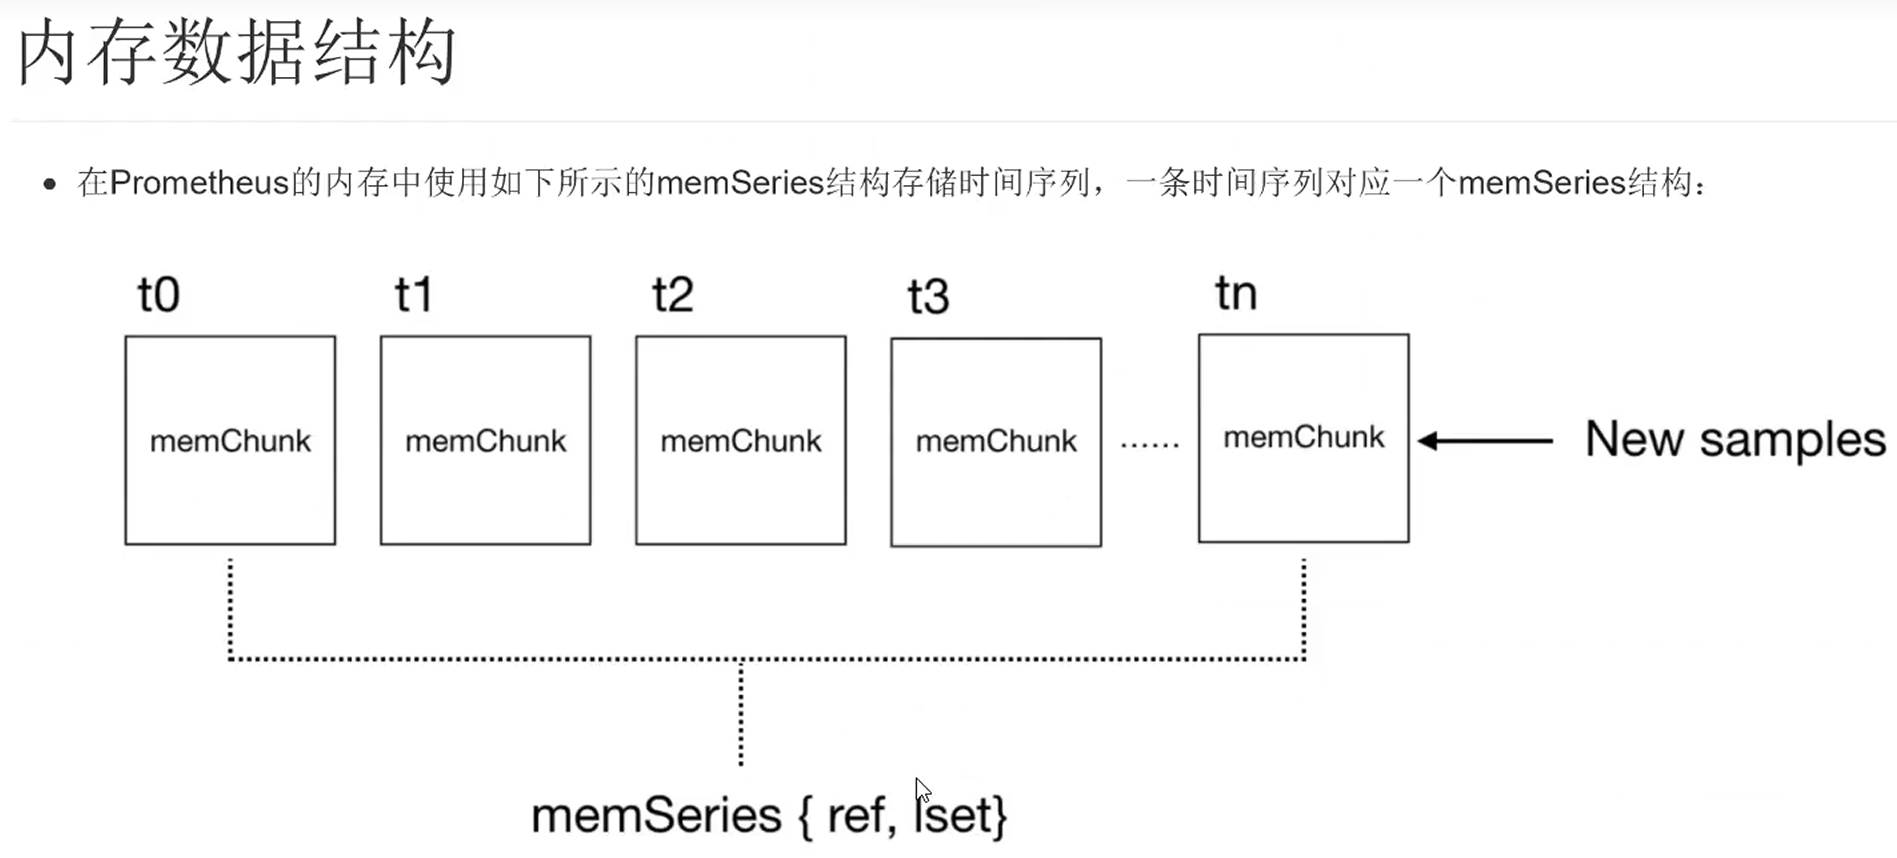 内存数据结构
在Prometheus的内存中使用如下所示的memSeries结构存储时间序列，一条时间序列对应一个memSeries结构：
t0 t1 t2 t3 tn
memChunk memChunk memChunk memChunk ...... memChunk New samples
memSeries { ref, lset}